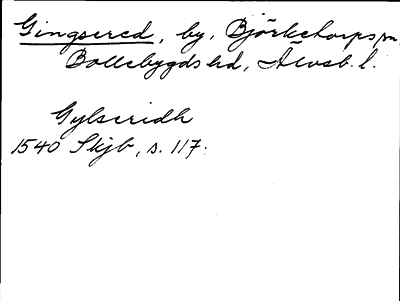 Gingsered, by, Björketorps sn,
Bollebygds hd, Älvsb. l.
Gylseridh
1540 Skjb, s. 117.